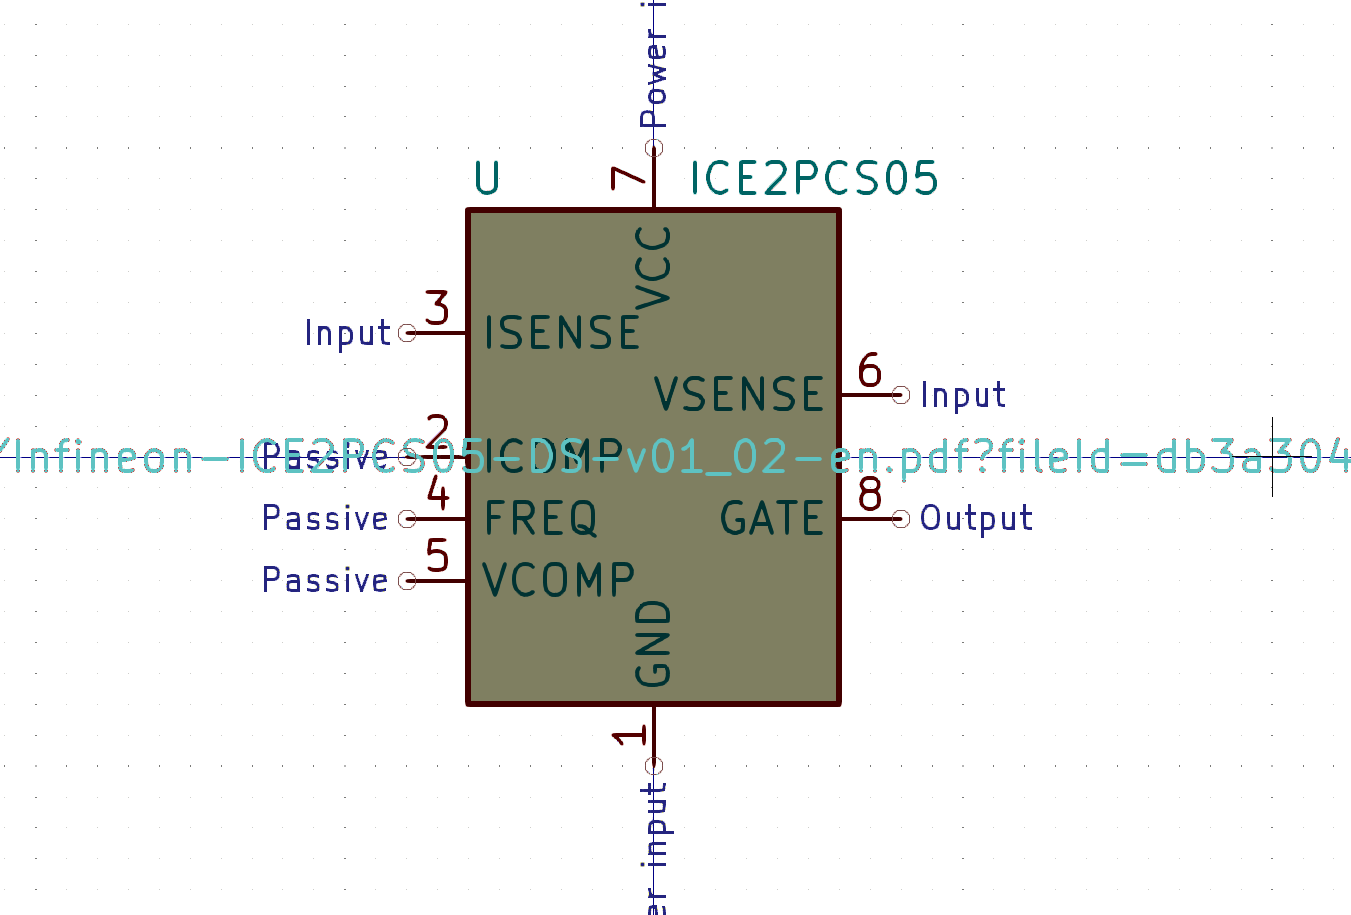 Power i
U
7
ICE2PCS05
VCC
3
Input
ISENSE
6
VSENSE
Input
2
Passive
ICOMP
/Infineon-ICE2PCS05-DS-v01_02-en.pdf?fileId=db3a304
4
Passive
FREQ
8
GATE
Output
5
Passive
VCOMP
GND
1
er input